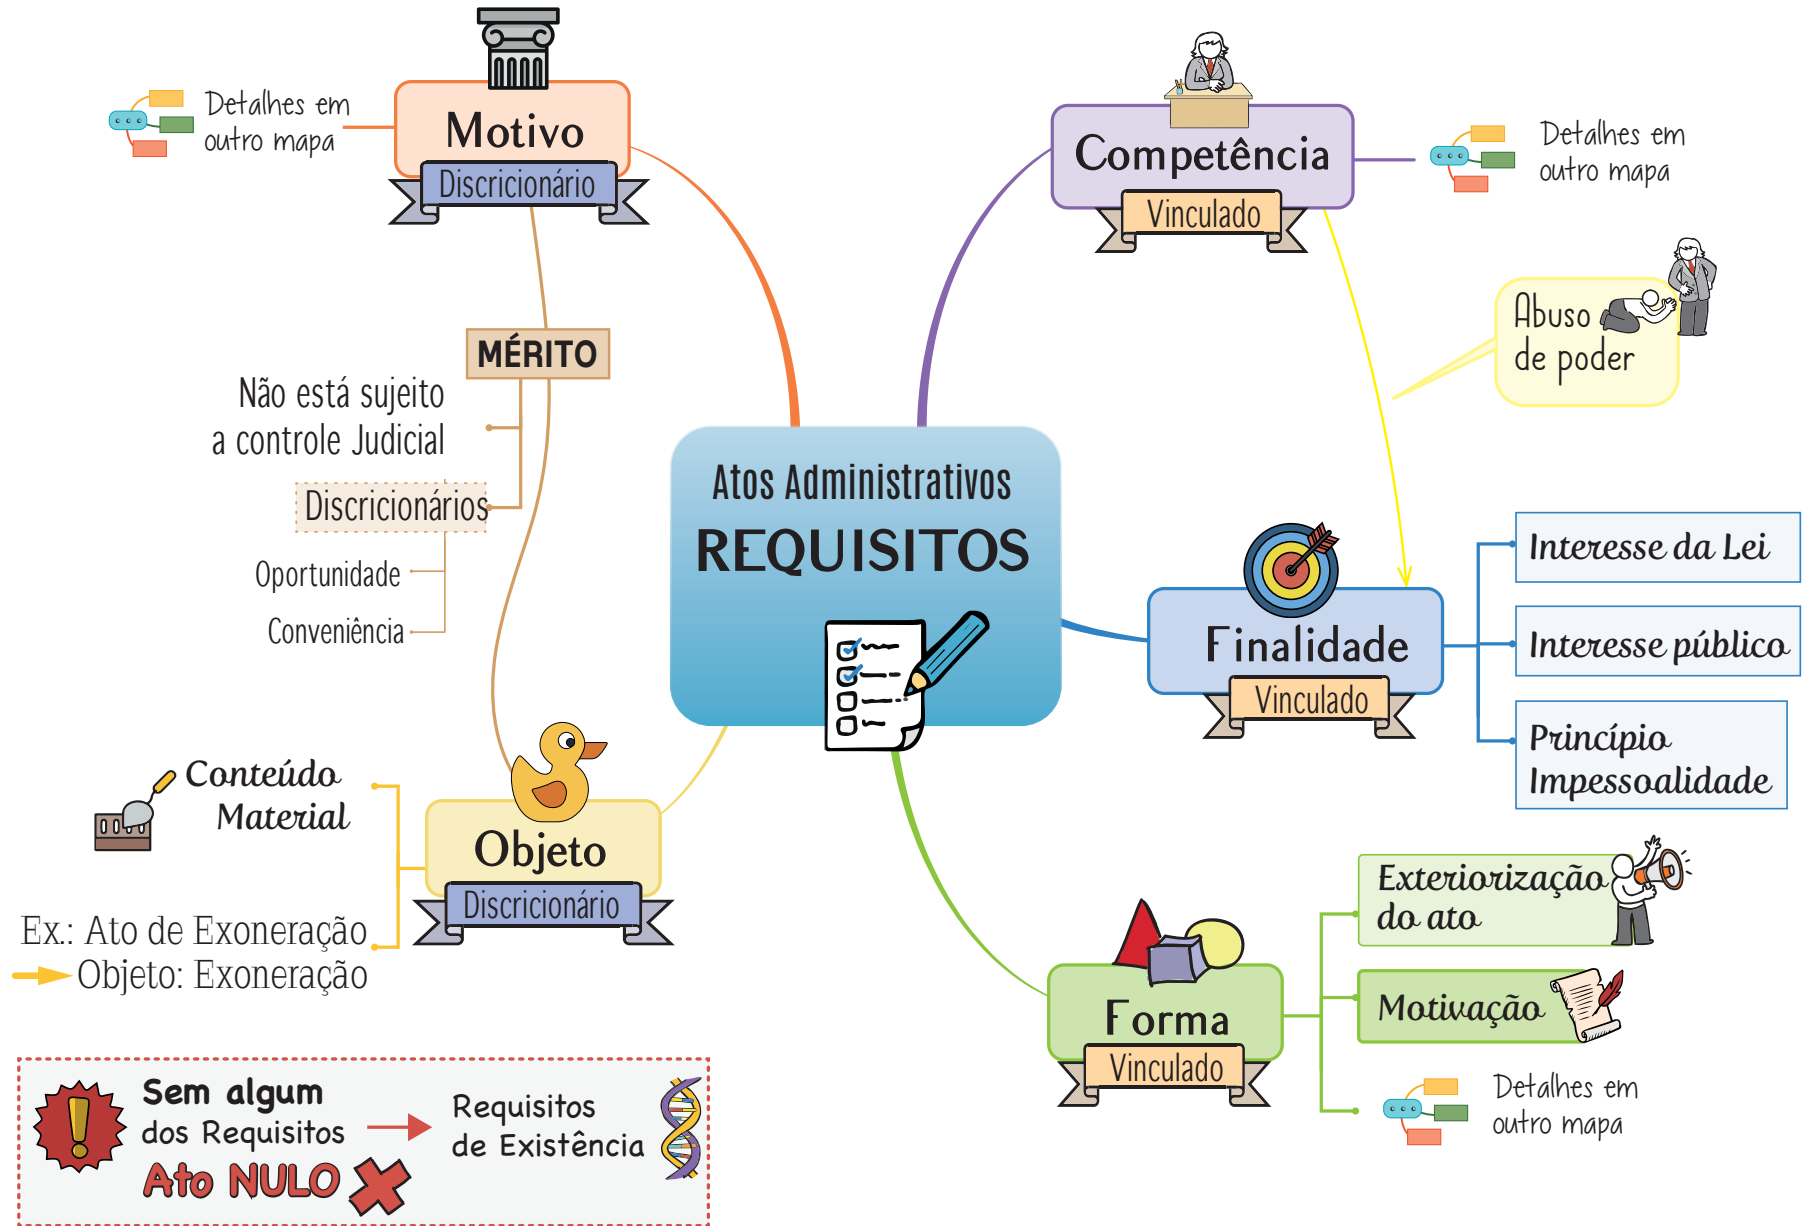 Atos Administrativos
REQUISITOS
Detalhes em
outro mapa
Motivo
Discricionário
MÉRITO
Não está sujeito
a controle Judicial
Discricionários
Oportunidade
Conveniência
Conteúdo
Material
Objeto
Discricionário
Ex.: Ato de Exoneração
Objeto: Exoneração
Sem algum
dos Requisitos
Ato NULO
Requisitos
de Existência
Competência
Vinculado
Detalhes em
outro mapa
Abuso
de poder
Finalidade
Vinculado
Interesse da Lei
Interesse público
Princípio
Impessoalidade
Forma
Vinculado
Exteriorização
do ato
Motivação
Detalhes em
outro mapa